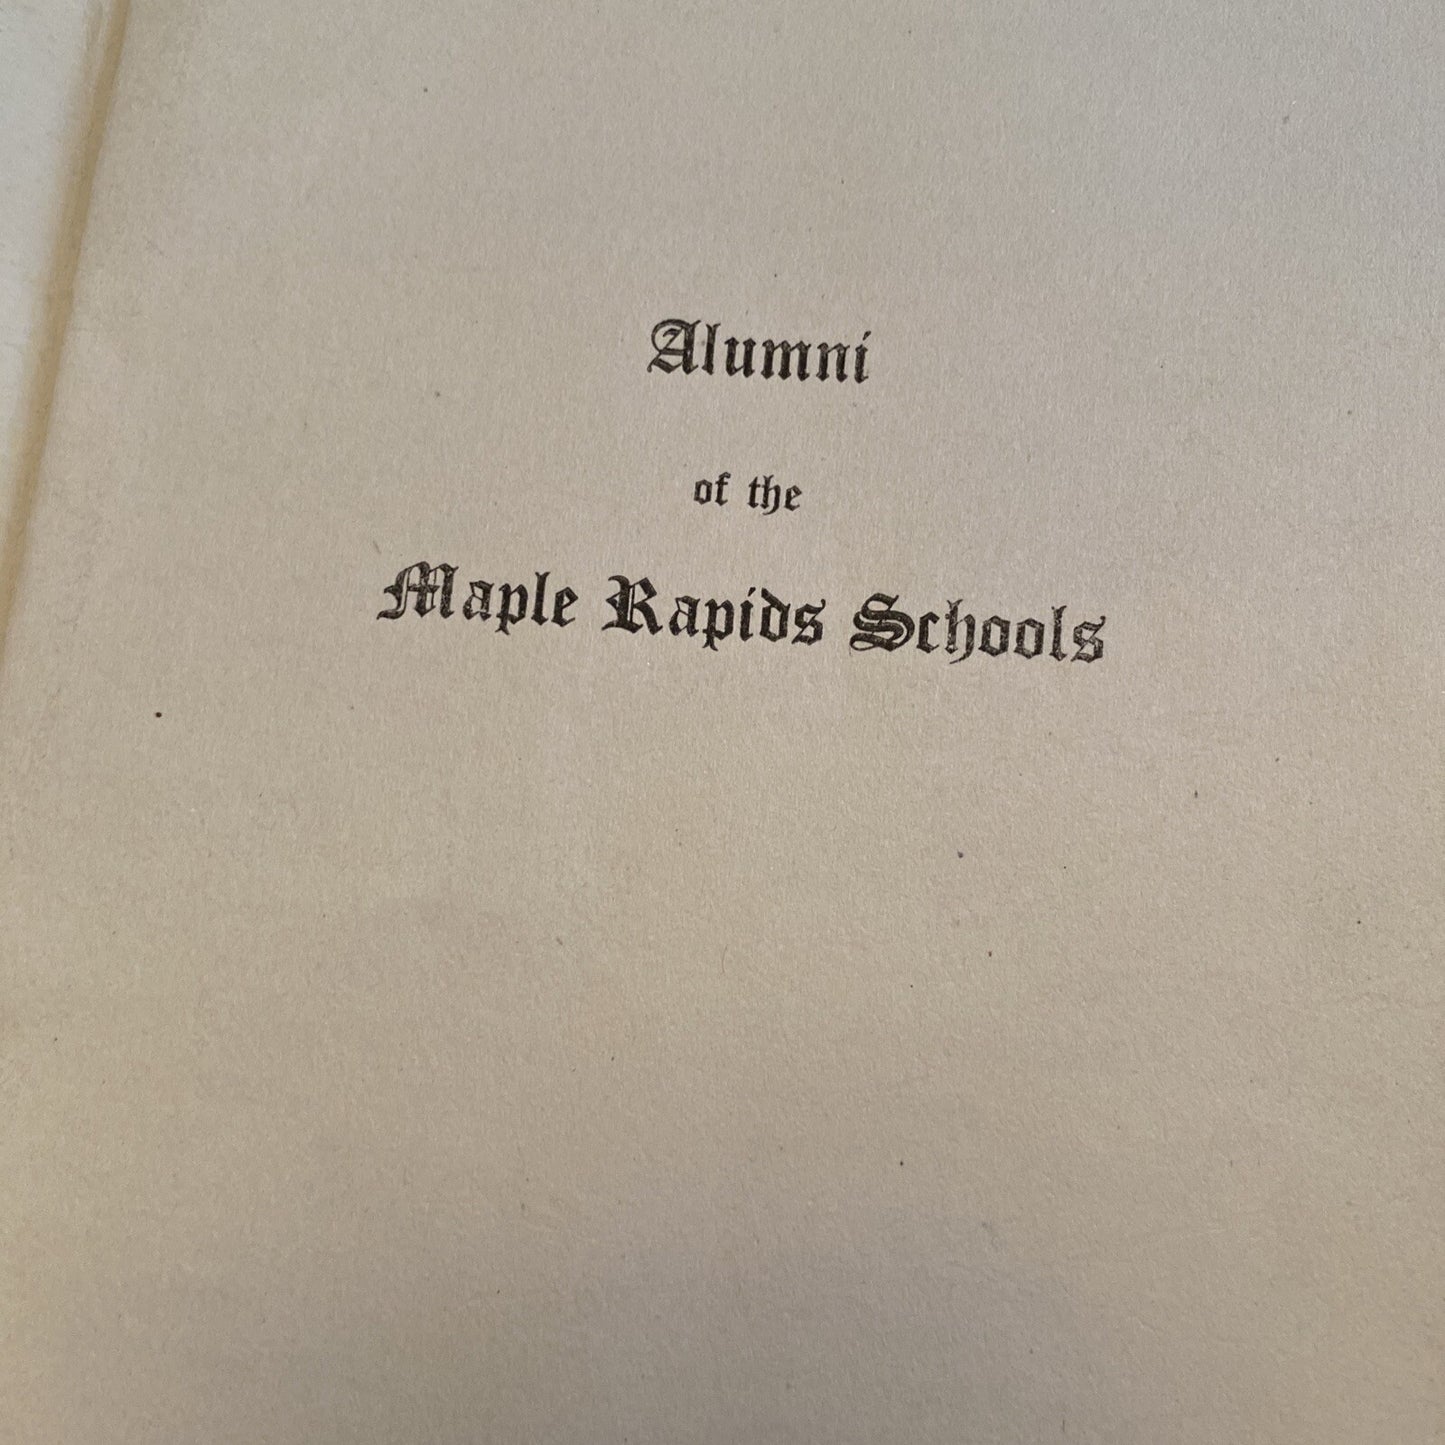 Alumni
of the
Maple Rapids Schools